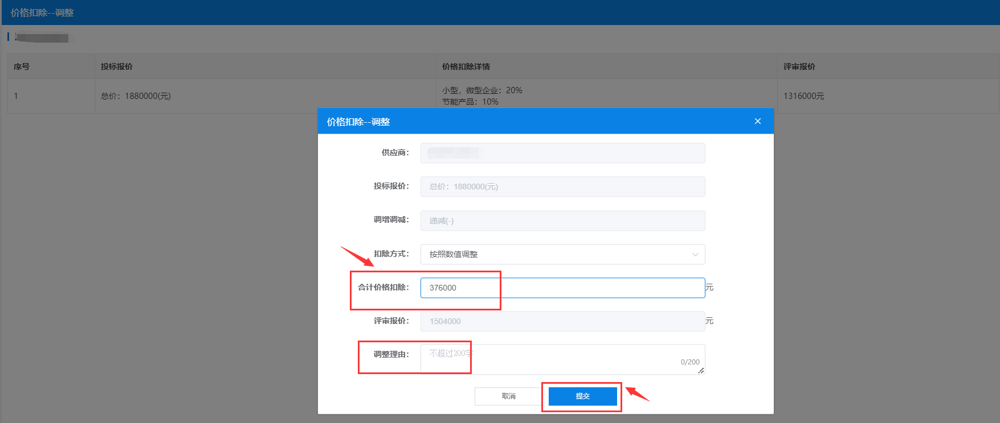 价格扣除--调整
序号 投标报价 价格扣除详情 评审报价
1 总价：1880000(元) 小型，微型企业：20% 1316000元
节能产品：10%
价格扣除--调整
供应商：
投标报价： 总价：1880000(元)
调增调减： 递减(-)
扣除方式： 按照数值调整
合计价格扣除： 376000 元
评审报价： 1504000 元
调整理由： 不超过200字
0/200
取消 提交